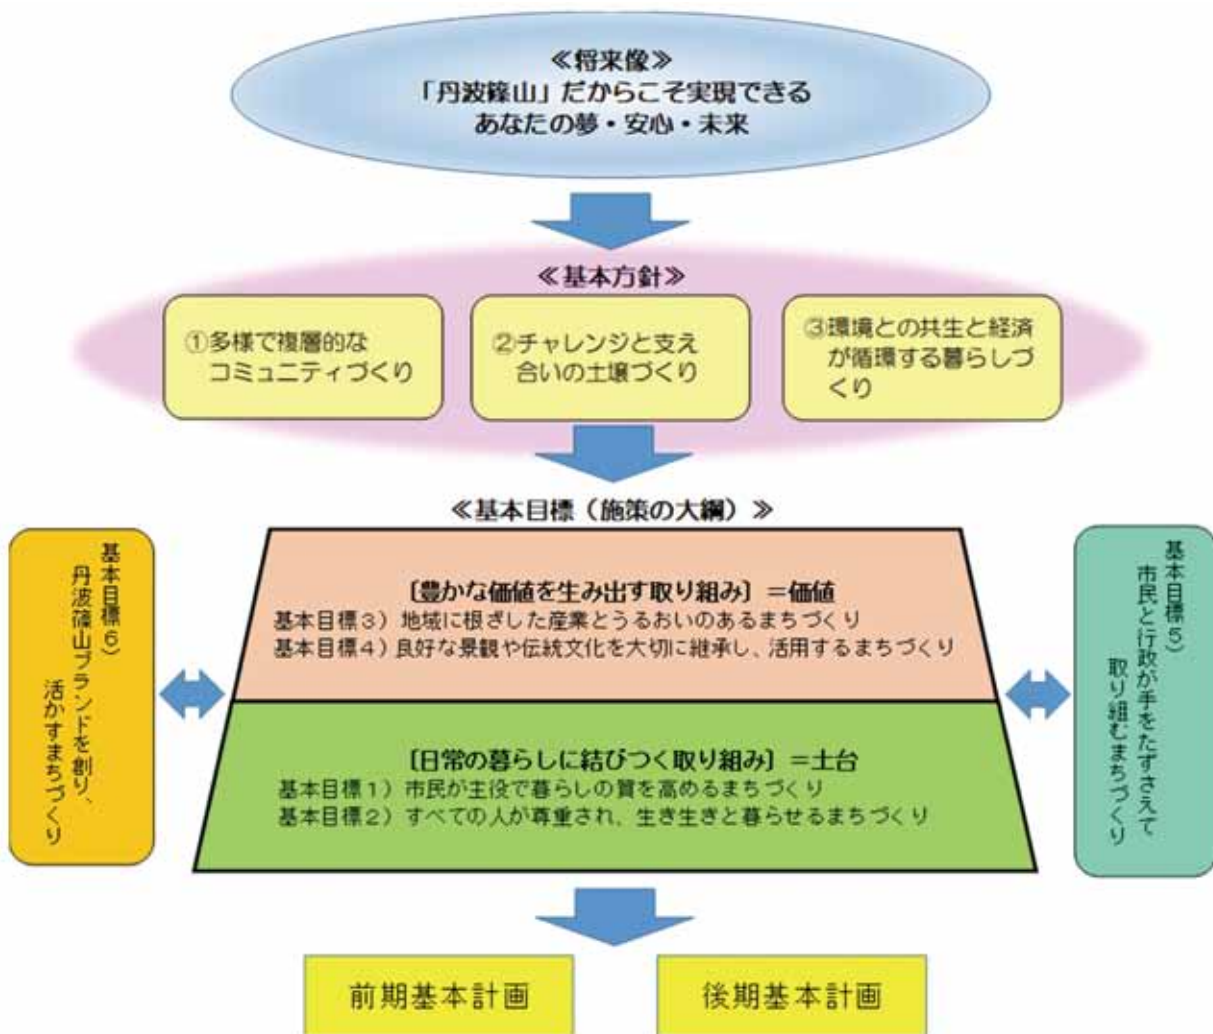 ≪将来像≫
「丹波篠山」だからこそ実現できる
あなたの夢・安心・未来
≪基本方針≫
①多様で複層的な
コミュニティづくり
②チャレンジと支え
合いの土壌づくり
③環境との共生と経済
が循環する暮らしづ
くり
≪基本目標（施策の大綱）≫
基本目標６）
丹波篠山ブランドを創り、
活かすまちづくり
［豊かな価値を生み出す取り組み］＝価値
基本目標３）地域に根ざした産業とうるおいのあるまちづくり
基本目標４）良好な景観や伝統文化を大切に継承し、活用するまちづくり
［日常の暮らしに結びつく取り組み］＝土台
基本目標１）市民が主役で暮らしの質を高めるまちづくり
基本目標２）すべての人が尊重され、生き生きと暮らせるまちづくり
基本目標５）
市民と行政が手をたずさえて
取り組むまちづくり
前期基本計画
後期基本計画